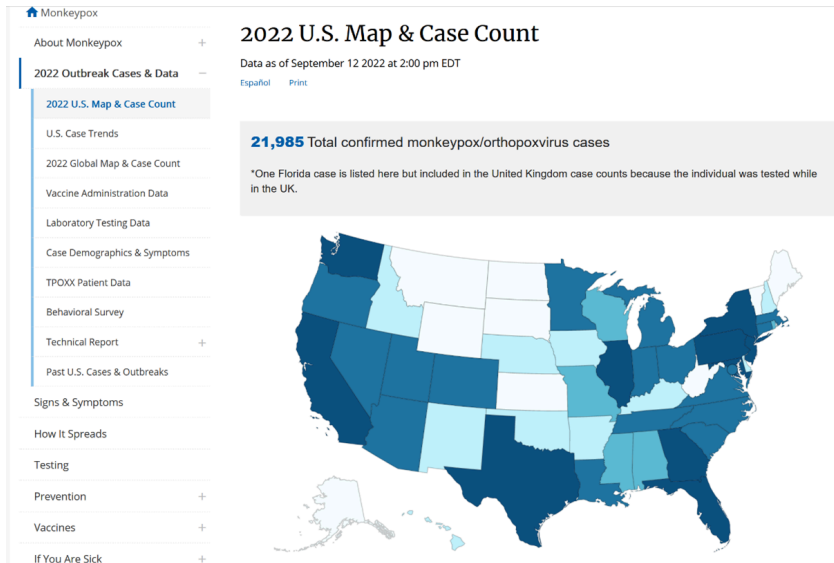 Monkeypox
About Monkeypox +
2022 Outbreak Cases & Data −
2022 U.S. Map & Case Count
U.S. Case Trends
2022 Global Map & Case Count
Vaccine Administration Data
Laboratory Testing Data
Case Demographics & Symptoms
TPOXX Patient Data
Behavioral Survey
Technical Report +
Past U.S. Cases & Outbreaks
Signs & Symptoms
How It Spreads
Testing
Prevention +
Vaccines +
If You Are Sick +
2022 U.S. Map & Case Count
Data as of September 12 2022 at 2:00 pm EDT
Español Print
21,985 Total confirmed monkeypox/orthopoxvirus cases
*One Florida case is listed here but included in the United Kingdom case counts because the individual was tested while
in the UK.